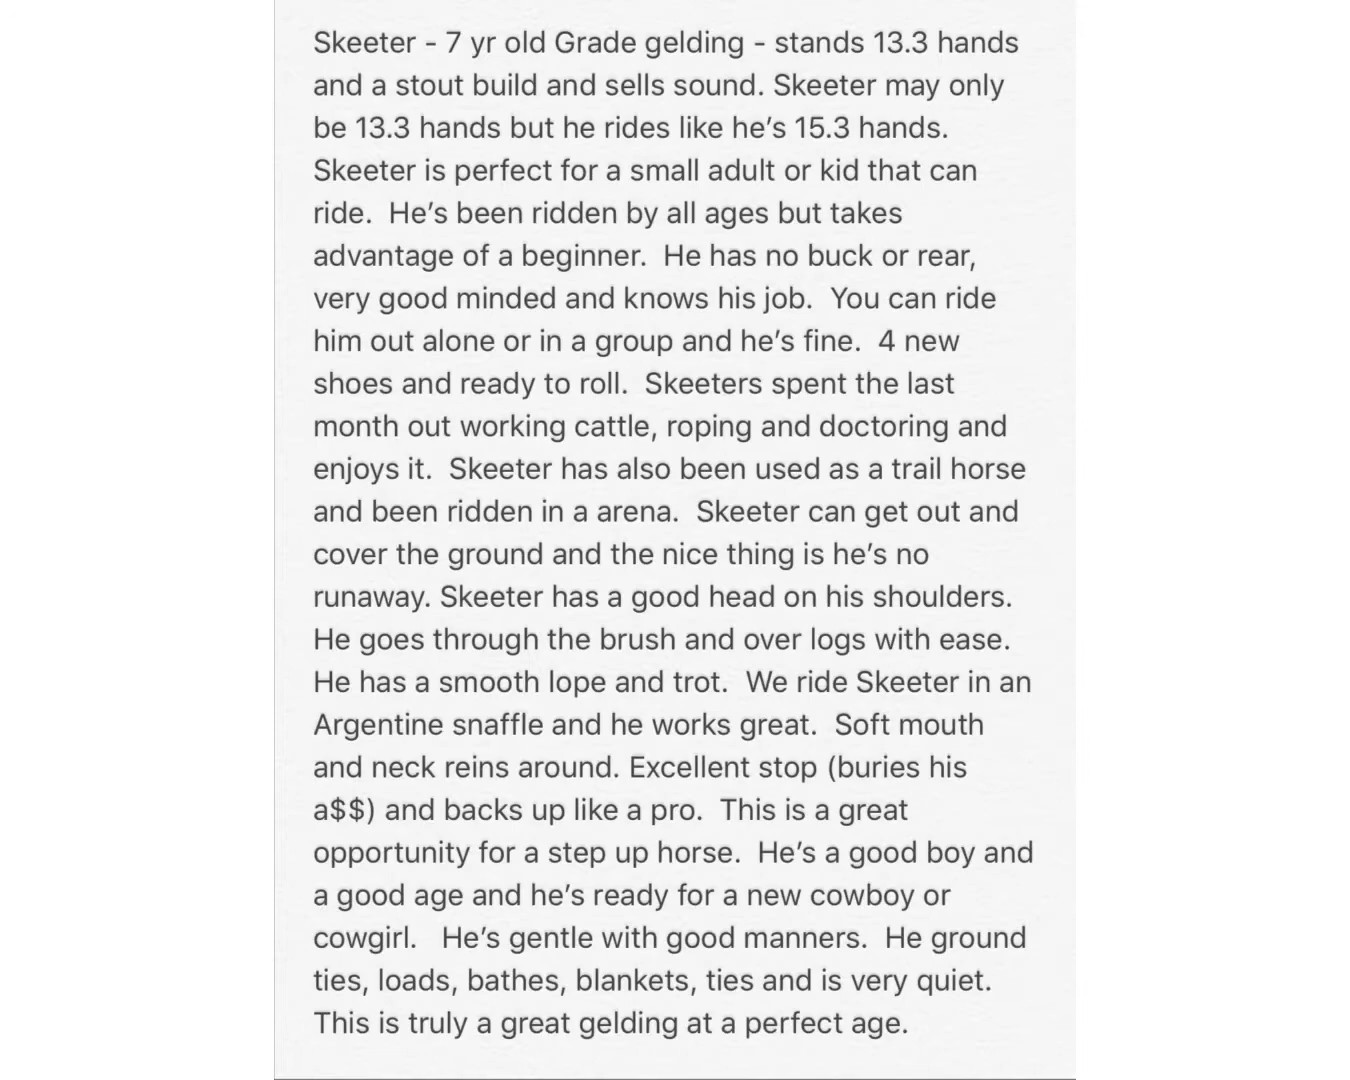 Skeeter - 7 yr old Grade gelding - stands 13.3 hands
and a stout build and sells sound. Skeeter may only
be 13.3 hands but he rides like he’s 15.3 hands.
Skeeter is perfect for a small adult or kid that can
ride.  He’s been ridden by all ages but takes
advantage of a beginner.  He has no buck or rear,
very good minded and knows his job.  You can ride
him out alone or in a group and he’s fine.  4 new
shoes and ready to roll.  Skeeters spent the last
month out working cattle, roping and doctoring and
enjoys it.  Skeeter has also been used as a trail horse
and been ridden in a arena.  Skeeter can get out and
cover the ground and the nice thing is he’s no
runaway. Skeeter has a good head on his shoulders.
He goes through the brush and over logs with ease.
He has a smooth lope and trot.  We ride Skeeter in an
Argentine snaffle and he works great.  Soft mouth
and neck reins around. Excellent stop (buries his
a$$) and backs up like a pro.  This is a great
opportunity for a step up horse.  He’s a good boy and
a good age and he’s ready for a new cowboy or
cowgirl.   He’s gentle with good manners.  He ground
ties, loads, bathes, blankets, ties and is very quiet.
This is truly a great gelding at a perfect age.